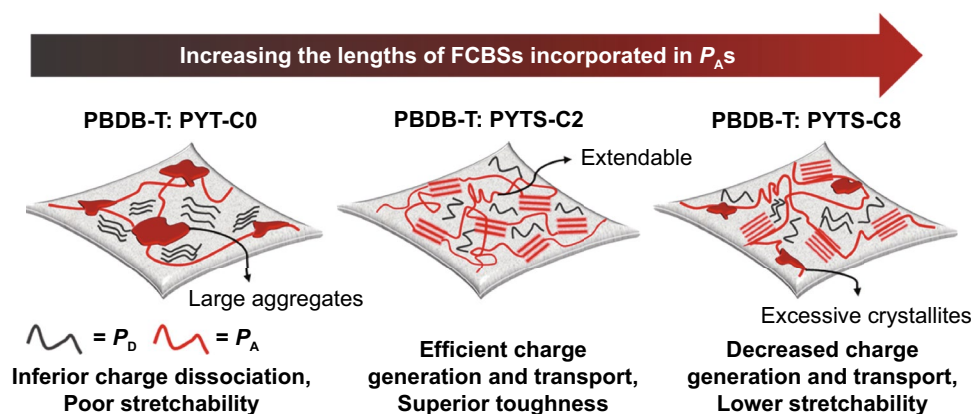 Increasing the lengths of FCBSs incorporated in PAs
PBDB-T: PYT-C0
PBDB-T: PYTS-C2
PBDB-T: PYTS-C8
Extendable
Large aggregates
Excessive crystallites
= PD
= PA
Inferior charge dissociation,
Poor stretchability
Efficient charge
generation and transport,
Superior toughness
Decreased charge
generation and transport,
Lower stretchability